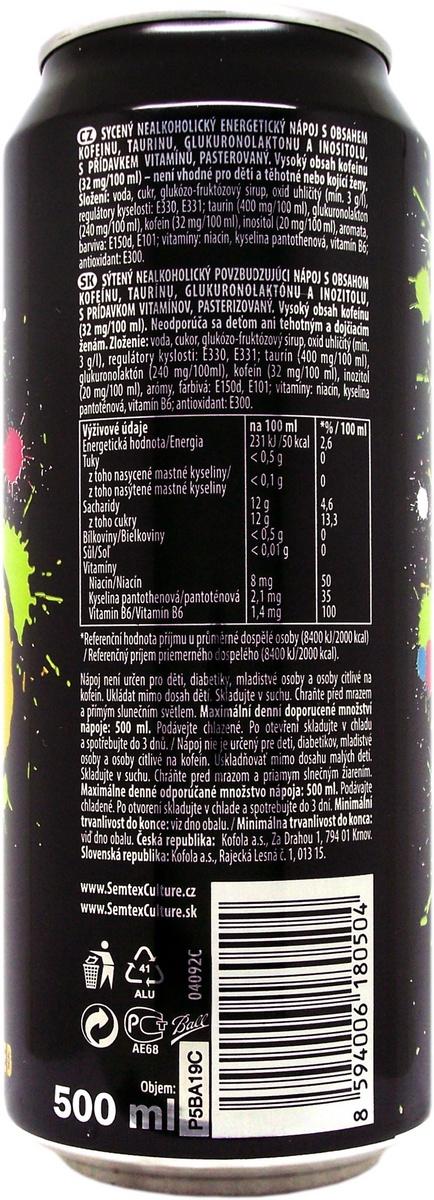 CZ SYCENÝ NEALKOHOLICKÝ ENERGETICKÝ NÁPOJ S OBSAHEM
KOFEINU, TAURINU, GLUKURONOLAKTONU A INOSITOLU,
S PŘÍDAVKEM VITAMINŮ, PASTEROVANÝ. Vysoký obsah kofeinu
(32 mg/100 ml) – není vhodné pro děti a těhotné nebo kojící ženy.
Složení: voda, cukr, glukózo-fruktózový sirup, oxid uhličitý (min. 3 g/l),
regulátory kyselosti: E330, E331; taurin (400 mg/100 ml), glukuronolakton
(240 mg/100 ml), kofein (32 mg/100 ml), inositol (20 mg/100 ml), aromata,
barviva: E150d, E101; vitaminy: niacin, kyselina pantothenová, vitamin B6;
antioxidant: E300.
SK SÝTENÝ NEALKOHOLICKÝ POVZBUDZUJÚCI NÁPOJ S OBSAHOM
KOFEÍNU, TAURÍNU, GLUKURONOLAKTÓNU A INOZITOLU,
S PRÍDAVKOM VITAMÍNOV, PASTERIZOVANÝ. Vysoký obsah kofeínu
(32 mg/100 ml). Neodporúča sa deťom ani tehotným a dojčiacim
ženám. Zloženie: voda, cukor, glukózo-fruktózový sirup, oxid uhličitý (min.
3 g/l), regulátory kyslosti: E330, E331; taurín (400 mg/100 ml),
glukuronolaktón (240 mg/100ml), kofeín (32 mg/100 ml), inozitol
(20 mg/100 ml), arómy, farbivá: E150d, E101; vitamíny: niacín, kyselina
pantoténová, vitamín B6; antioxidant: E300.
Výživové údaje na 100 ml *% / 100 ml
Energetická hodnota/Energia 231 kJ/50 kcal 2,6
Tuky < 0,5 g 0
z toho nasycené mastné kyseliny/
z toho nasýtené mastné kyseliny < 0,1 g 0
Sacharidy 12 g 4,6
z toho cukry 12 g 13,3
Bílkoviny/Bielkoviny < 0,5 g 0
Sůl/Soľ < 0,01 g 0
Vitaminy
Niacin/Niacín 8 mg 50
Kyselina pantothenová/pantoténová 2,1 mg 35
Vitamin B6/Vitamín B6 1,4 mg 100
*Referenční hodnota příjmu u průměrné dospělé osoby (8400 kJ/2000 kcal)
/ Referenčný príjem priemerného dospelého (8400 kJ/2000 kcal).
Nápoj není určen pro děti, diabetiky, mladistvé osoby a osoby citlivé na
kofein. Ukládat mimo dosah dětí. Skladujte v suchu. Chraňte před mrazem
a přímým slunečním světlem. Maximální denní doporučené množství
nápoje: 500 ml. Podávejte chlazené. Po otevření skladujte v chladu
a spotřebujte do 3 dnů. / Nápoj nie je určený pre deti, diabetikov, mladistvé
osoby a osoby citlivé na kofeín. Uskladňovať mimo dosahu malých detí.
Skladujte v suchu. Chráňte pred mrazom a priamym slnečným žiarením.
Maximálne denné odporúčané množstvo nápoja: 500 ml. Podávajte
chladené. Po otvorení skladujte v chlade a spotrebujte do 3 dní. Minimální
trvanlivost do konce: viz dno obalu. / Minimálna trvanlivosť do konca:
viď dno obalu. Česká republika: Kofola a.s., Za Drahou 1, 794 01 Krnov.
Slovenská republika: Kofola a.s., Rajecká Lesná č. 1, 013 15.
www.SemtexCulture.cz
www.SemtexCulture.sk
41
ALU
04092C
PC
Ball
AE68
Objem:
500 ml
P5BA19C
8 594006 180504